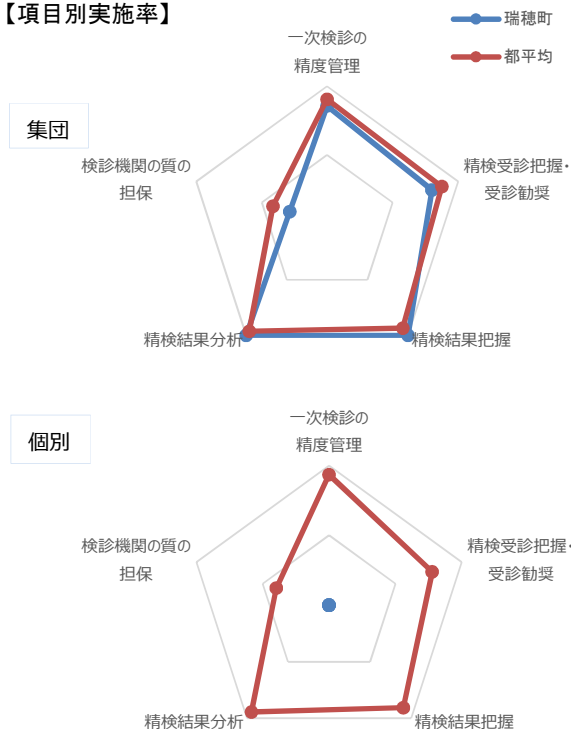 【項目別実施率】
瑞穂町
都平均
集団
一次検診の
精度管理
精検受診把握・
受診勧奨
精検結果把握
精検結果分析
検診機関の質の
担保
個別
一次検診の
精度管理
精検受診把握・
受診勧奨
精検結果把握
精検結果分析
検診機関の質の
担保